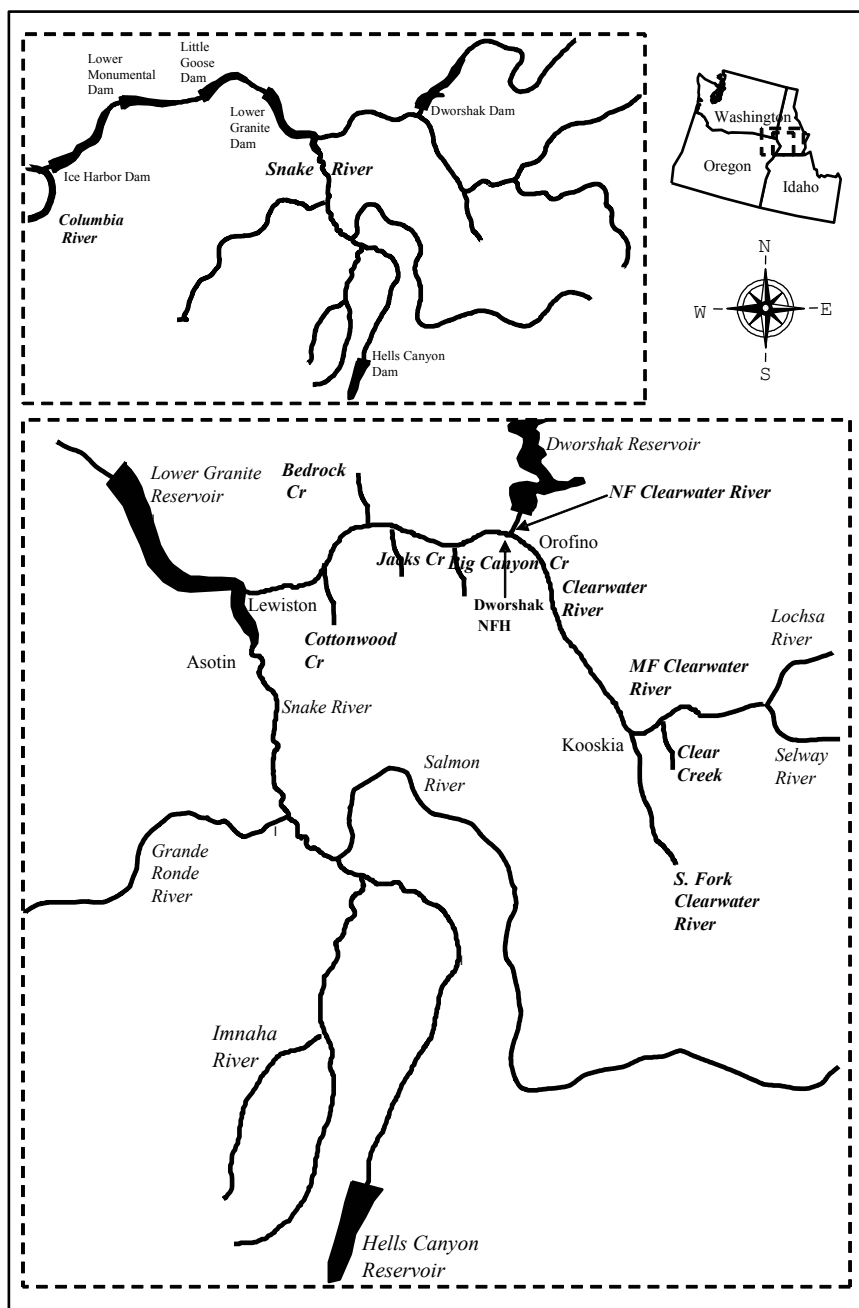 Lower
Monumental
Dam
Little
Goose
Dam
Lower
Granite
Dam
Dworshak Dam
Ice Harbor Dam
Snake River
Columbia
River
Hells Canyon
Dam
Washington
Oregon
Idaho
N
W
E
S
Lower Granite
Reservoir
Bedrock
Cr
Dworshak Reservoir
NF Clearwater River
Orofino
Jacks Cr
Big Canyon Cr
Clearwater
River
Dworshak
NFH
Lewiston
Cottonwood
Cr
Asotin
Snake River
Lochsa
River
MF Clearwater
River
Kooskia
Clear
Creek
Selway
River
Salmon
River
Grande
Ronde
River
S. Fork
Clearwater
River
Imnaha
River
Hells Canyon
Reservoir